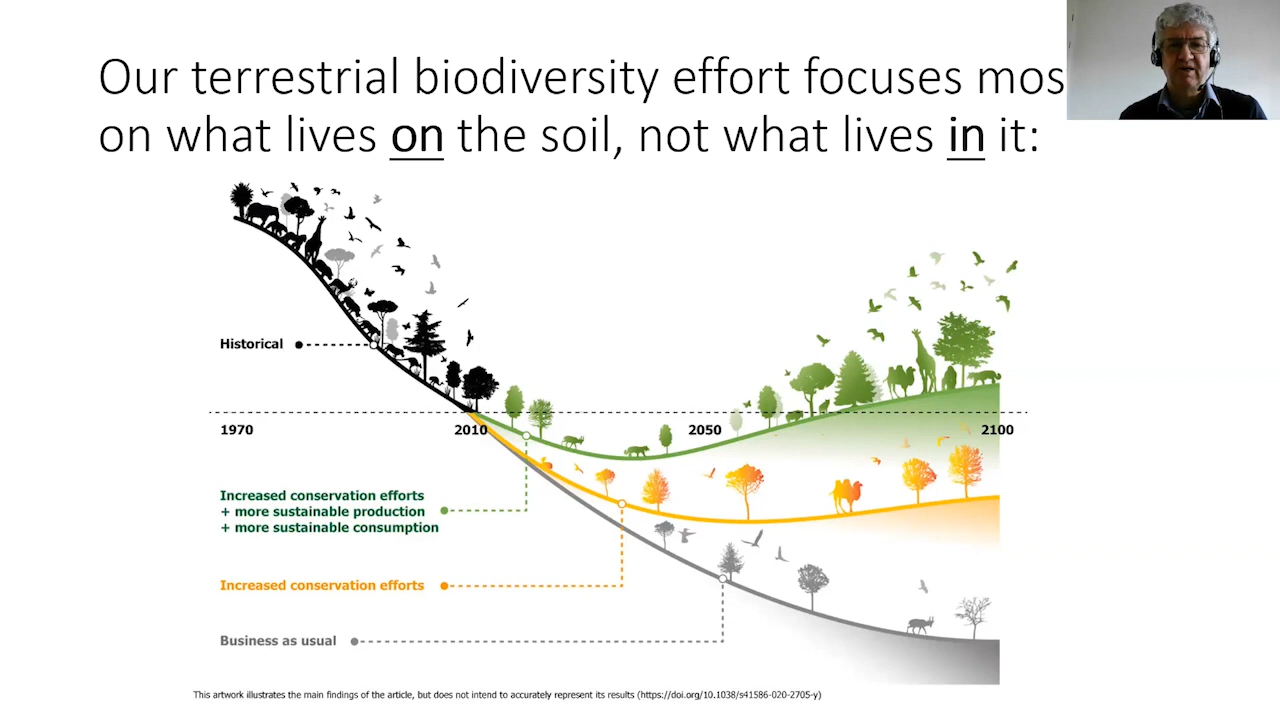 Our terrestrial biodiversity effort focuses mos
on what lives on the soil, not what lives in it:
Historical
1970
2010
2050
2100
Increased conservation efforts
+ more sustainable production
+ more sustainable consumption
Increased conservation efforts
Business as usual
This artwork illustrates the main findings of the article, but does not intend to accurately represent its results (https://doi.org/10.1038/s41586-020-2705-y)